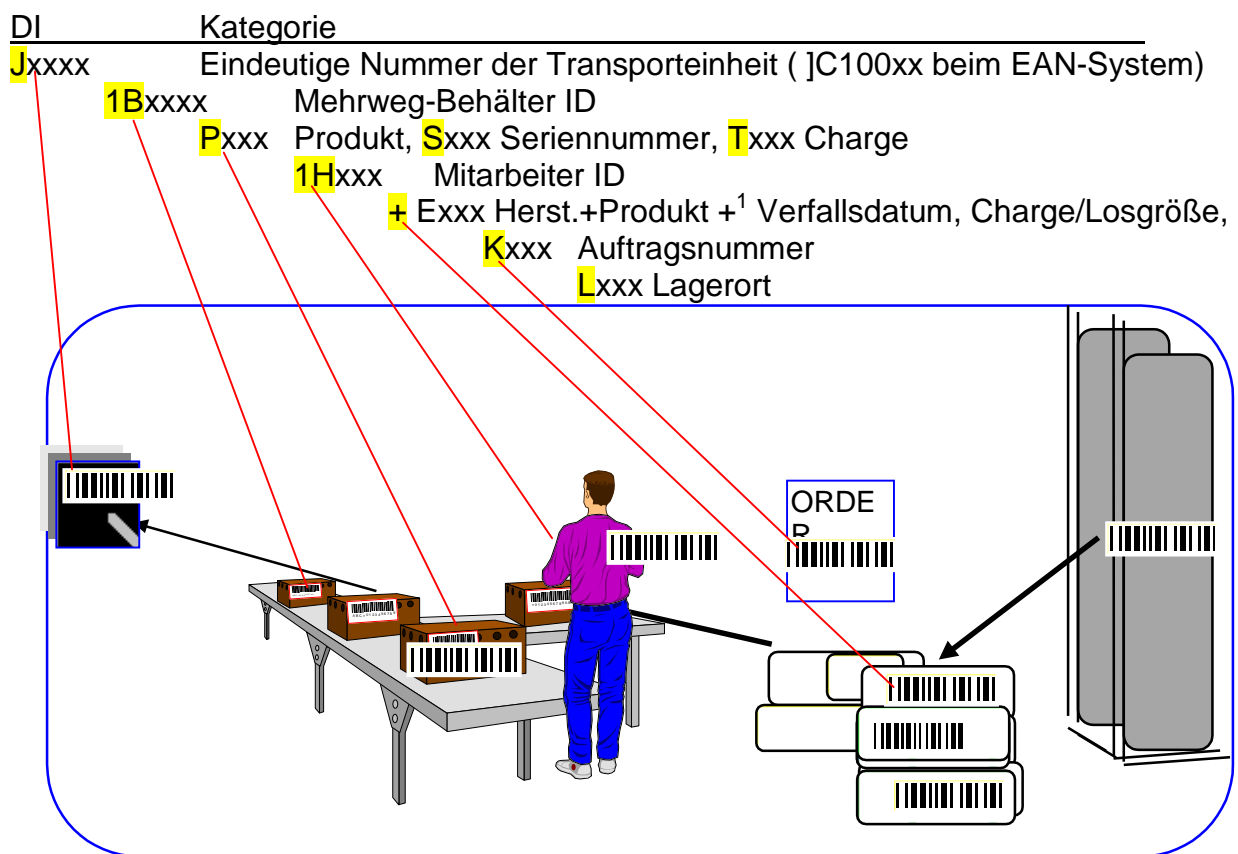 DI Kategorie
Jxxxx Eindeutige Nummer der Transporteinheit ( ]C100xx beim EAN-System)
1Bxxxx Mehrweg-Behälter ID
Pxxx Produkt, Sxxx Seriennummer, Txxx Charge
1Hxxx Mitarbeiter ID
+ Exxx Herst.+Produkt +¹ Verfallsdatum, Charge/Losgröße,
Kxxx Auftragsnummer
Lxxx Lagerort
ORDE
R